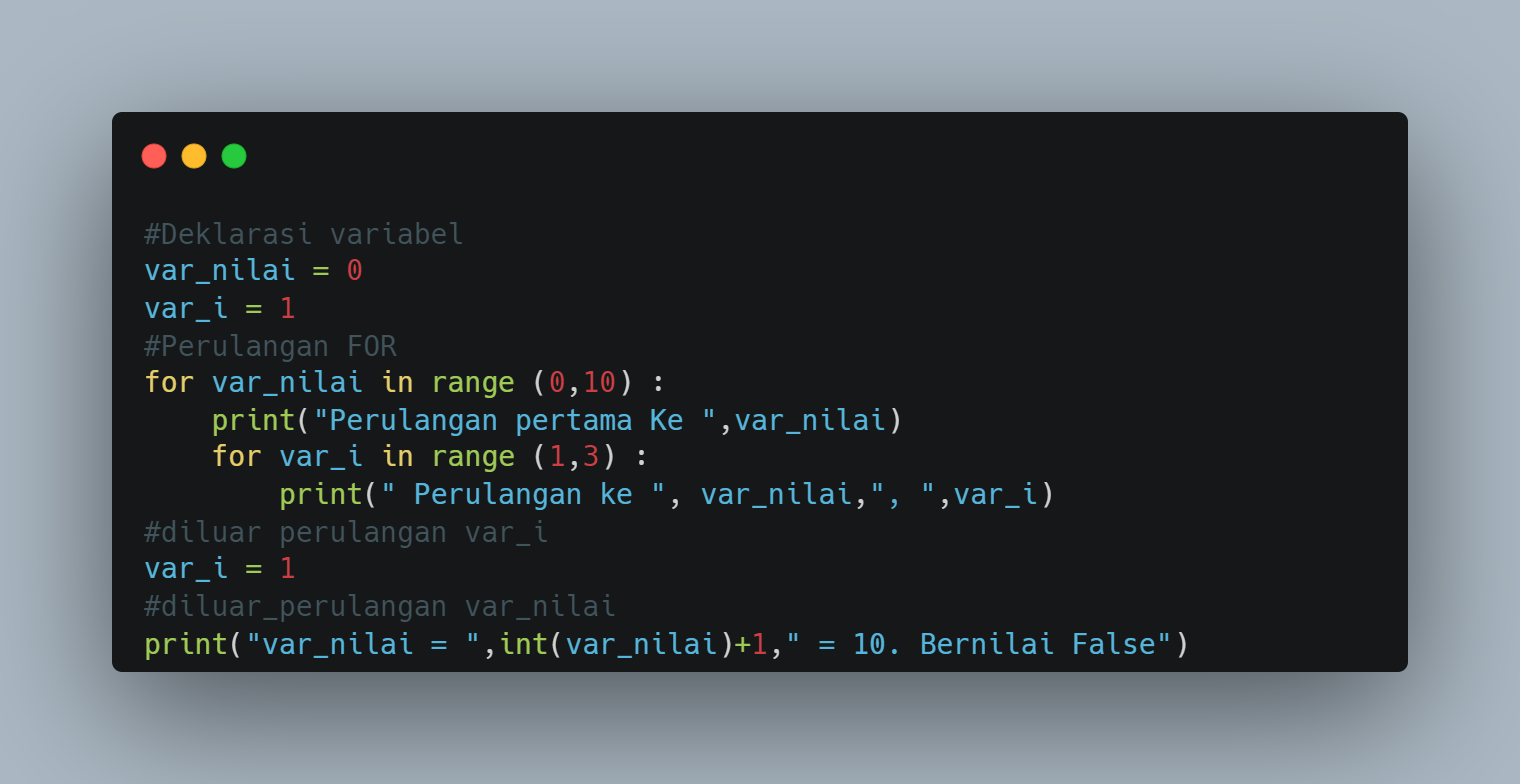 #Deklarasi variabel
var_nilai = 0
var_i = 1
#Perulangan FOR
for var_nilai in range (0,10) :
    print("Perulangan pertama Ke ",var_nilai)
    for var_i in range (1,3) :
        print(" Perulangan ke ", var_nilai,", ",var_i)
#diluar perulangan var_i
var_i = 1
#diluar_perulangan var_nilai
print("var_nilai = ",int(var_nilai)+1," = 10. Bernilai False")